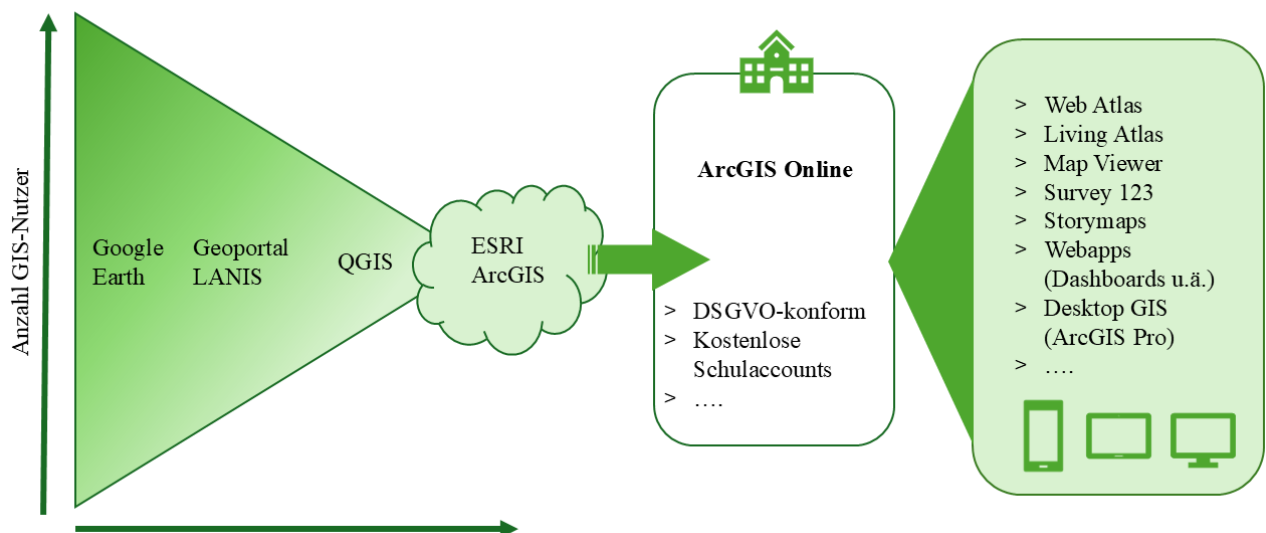 Anzahl GIS-Nutzer
Google
Earth
Geoportal
LANIS
QGIS
ESRI
ArcGIS
ArcGIS Online
> DSGVO-konform
> Kostenlose
Schulaccounts
> ….
> Web Atlas
> Living Atlas
> Map Viewer
> Survey 123
> Storymaps
> Webapps
(Dashboards u.ä.)
> Desktop GIS
(ArcGIS Pro)
> ….